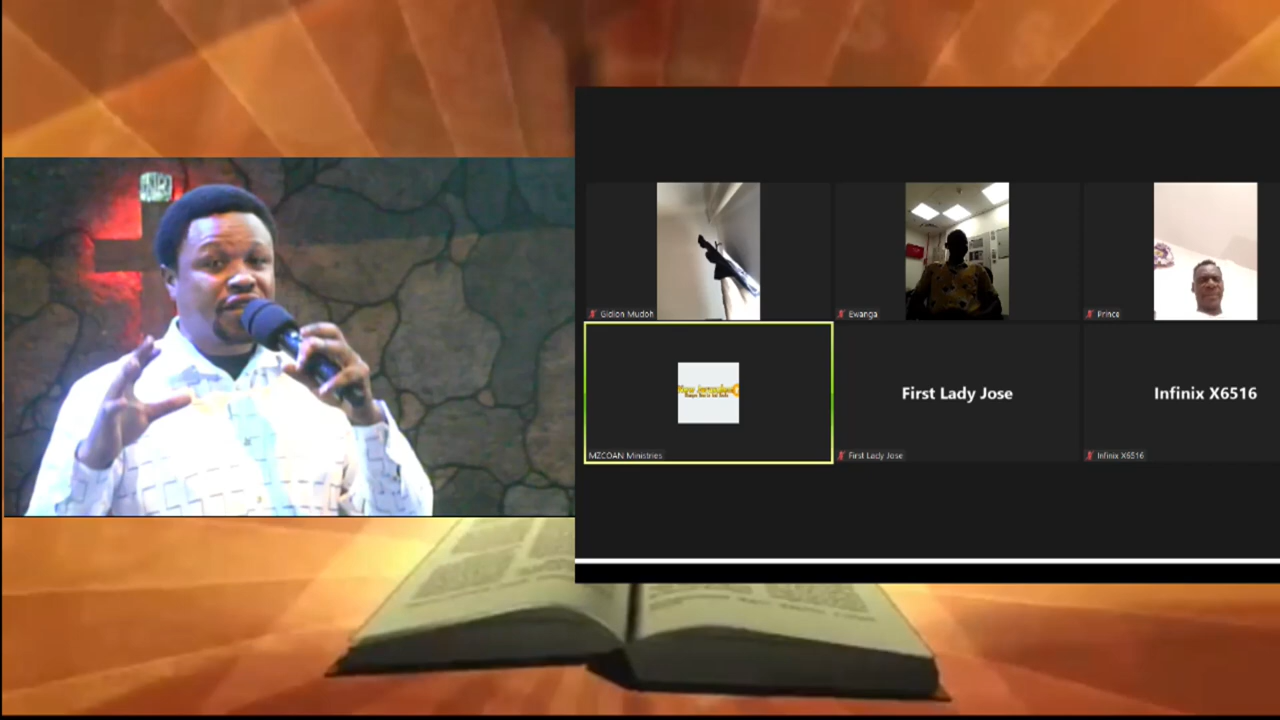 Gidion Mudoh
Ewanga
Prince
MZCOAN Ministries
First Lady Jose
First Lady Jose
Infinix X6516
Infinix X6516